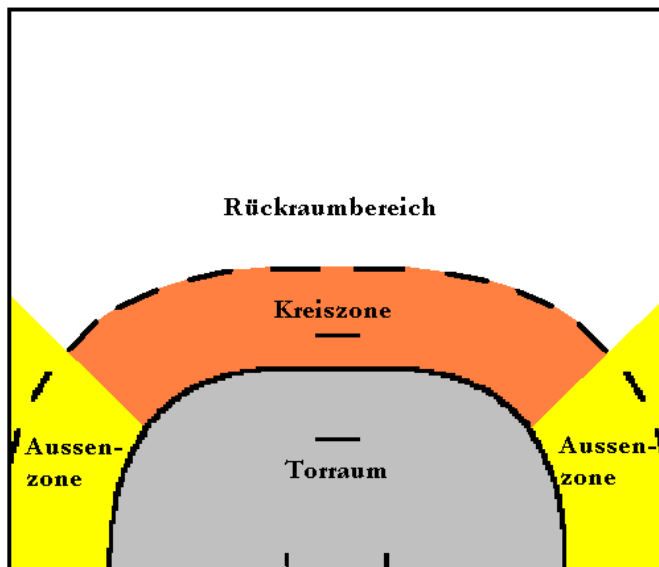 Rückraumbereich
Kreiszone
Aussen-
zone
Torraum
Aussen-
zone